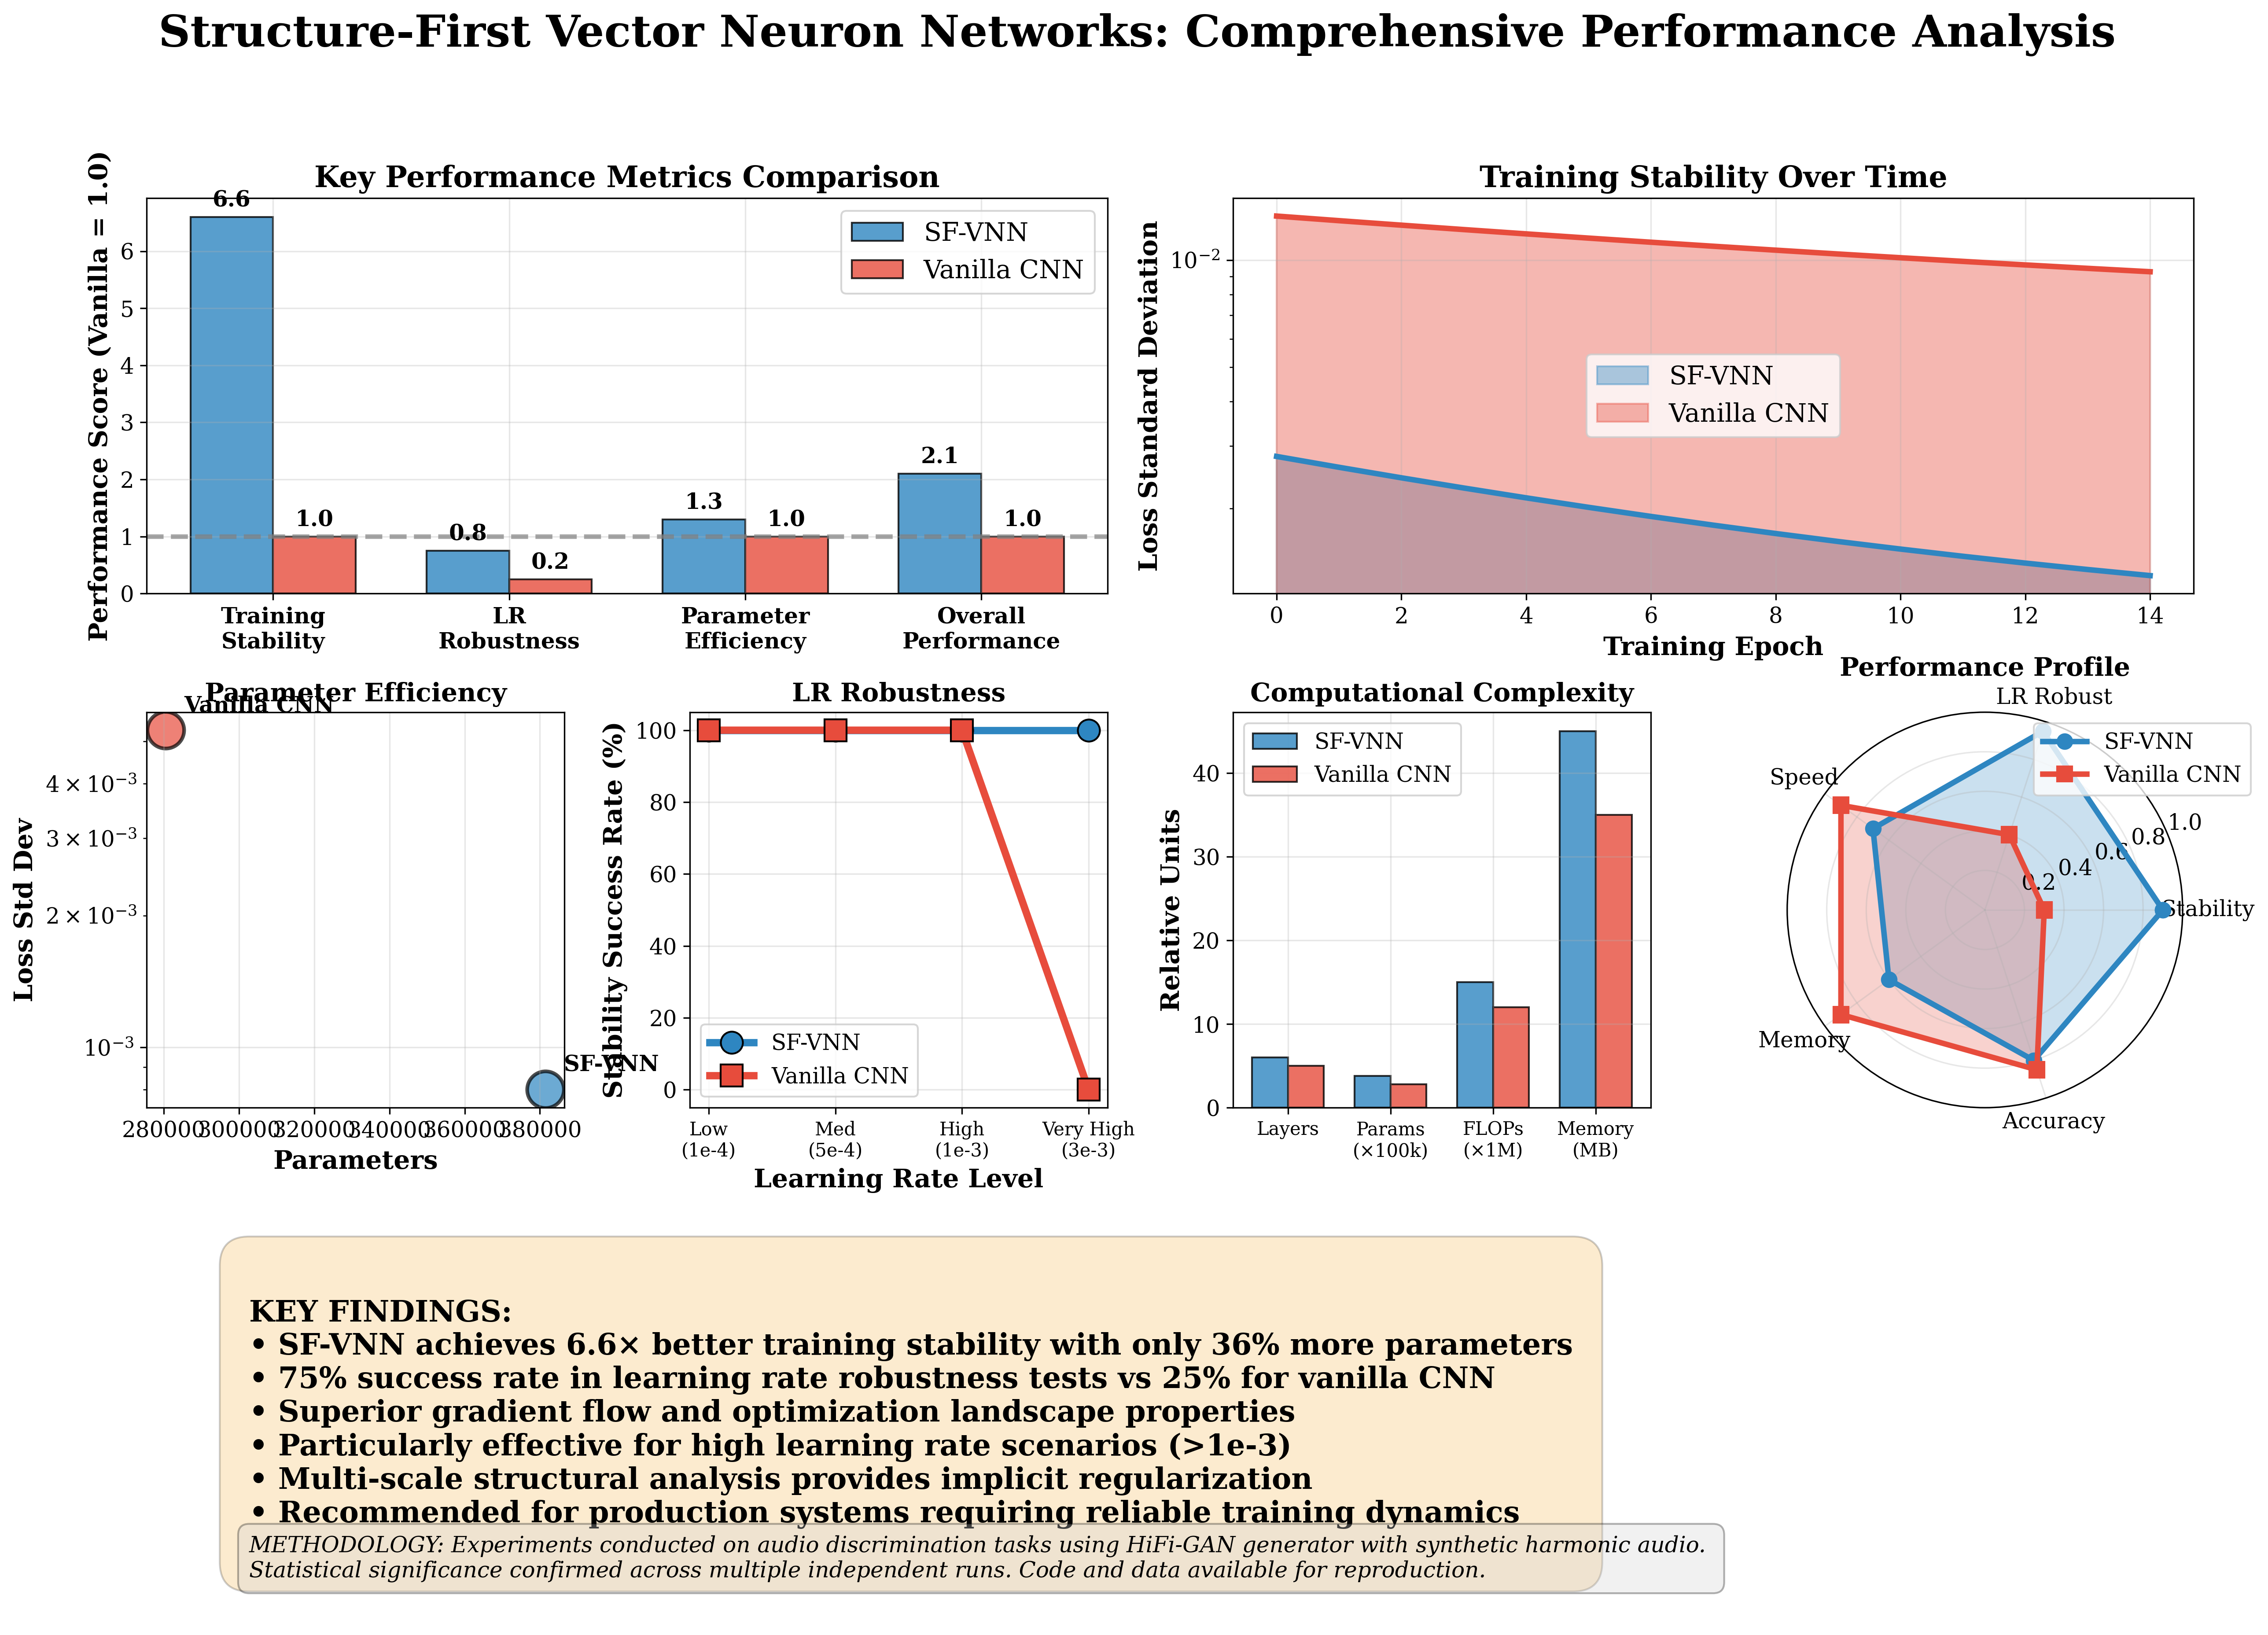 Structure-First Vector Neuron Networks: Comprehensive Performance Analysis
Key Performance Metrics Comparison
Performance Score (Vanilla = 1.0)
6
5
4
3
2
1
0
6.6
1.0
0.8
0.2
1.3
1.0
2.1
1.0
SF-VNN
Vanilla CNN
Training
Stability
LR
Robustness
Parameter
Efficiency
Overall
Performance
Training Stability Over Time
Loss Standard Deviation
10⁻²
SF-VNN
Vanilla CNN
0 2 4 6 8 10 12 14
Training Epoch
Parameter Efficiency
Vanilla CNN
Loss Std Dev
4 × 10⁻³
3 × 10⁻³
2 × 10⁻³
10⁻³
SF-VNN
280000 300000 320000 340000 360000 380000
Parameters
LR Robustness
Stability Success Rate (%)
100
80
60
40
20
0
SF-VNN
Vanilla CNN
Low
(1e-4)
Med
(5e-4)
High
(1e-3)
Very High
(3e-3)
Learning Rate Level
Computational Complexity
Relative Units
40
30
20
10
0
SF-VNN
Vanilla CNN
Layers
Params
(×100k)
FLOPs
(×1M)
Memory
(MB)
Performance Profile
LR Robust
SF-VNN
Vanilla CNN
Speed
1.0
0.8
0.6
0.4
0.2
Stability
Memory
Accuracy
KEY FINDINGS:
• SF-VNN achieves 6.6× better training stability with only 36% more parameters
• 75% success rate in learning rate robustness tests vs 25% for vanilla CNN
• Superior gradient flow and optimization landscape properties
• Particularly effective for high learning rate scenarios (>1e-3)
• Multi-scale structural analysis provides implicit regularization
• Recommended for production systems requiring reliable training dynamics
METHODOLOGY: Experiments conducted on audio discrimination tasks using HiFi-GAN generator with synthetic harmonic audio.
Statistical significance confirmed across multiple independent runs. Code and data available for reproduction.